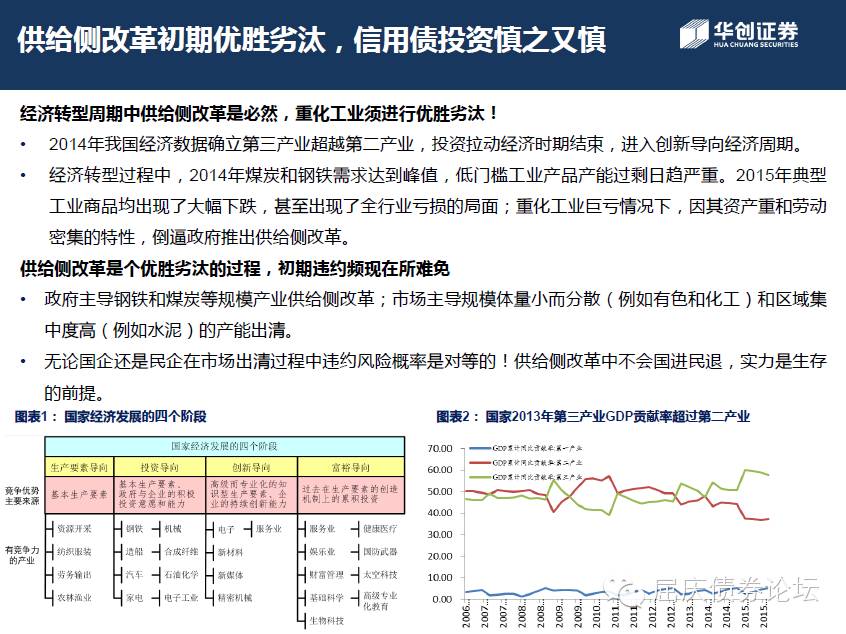 供给侧改革初期优胜劣汰，信用债投资慎之又慎
华创证券
HUA CHUANG SECURITIES
经济转型周期中供给侧改革是必然，重化工业须进行优胜劣汰！
• 2014年我国经济数据确立第三产业超越第二产业，投资拉动经济时期结束，进入创新导向经济周期。
• 经济转型过程中，2014年煤炭和钢铁需求达到峰值，低门槛工业产品产能过剩日趋严重。2015年典型
工业商品均出现了大幅下跌，甚至出现了全行业亏损的局面；重化工业巨亏情况下，因其资产重和劳动
密集的特性，倒逼政府推出供给侧改革。
供给侧改革是个优胜劣汰的过程，初期违约频现在所难免
• 政府主导钢铁和煤炭等规模产业供给侧改革；市场主导规模体量小而分散（例如有色和化工）和区域集
中度高（例如水泥）的产能出清。
• 无论国企还是民企在市场出清过程中违约风险概率是对等的！供给侧改革中不会国进民退，实力是生存
的前提。
图表1： 国家经济发展的四个阶段
国家经济发展的四个阶段
生产要素导向 投资导向 创新导向 富裕导向
竞争优势
主要来源
基本生产要素
基本生产要素、
政府与企业的积极
投资意愿和能力
高级而专业化的知
识型生产要素、企
业的持续创新能力
过去在生产要素的创造
机制上的累积投资
有竞争力
的产业
资源开采 钢铁 机械 电子 服务业 服务业 健康医疗
纺织服装 造船 合成纤维 新材料 娱乐业 国防武器
劳务输出 汽车 石油化学 新媒体 财富管理 太空科技
农林渔业 家电 电子工业 精密机械 基础科学 高级专业
化教育
生物科技
图表2： 国家2013年第三产业GDP贡献率超过第二产业
GDP累计同比贡献率:第一产业
GDP累计同比贡献率:第二产业
GDP累计同比贡献率:第三产业
70.00
60.00
50.00
40.00
30.00
20.00
10.00
0.00
2006.. 2007.. 2007.. 2008.. 2008.. 2009.. 2009.. 2010.. 2011.. 2011.. 2012.. 2012.. 2013.. 2014.. 2014.. 2015.. 2015..
屈庆债券论坛